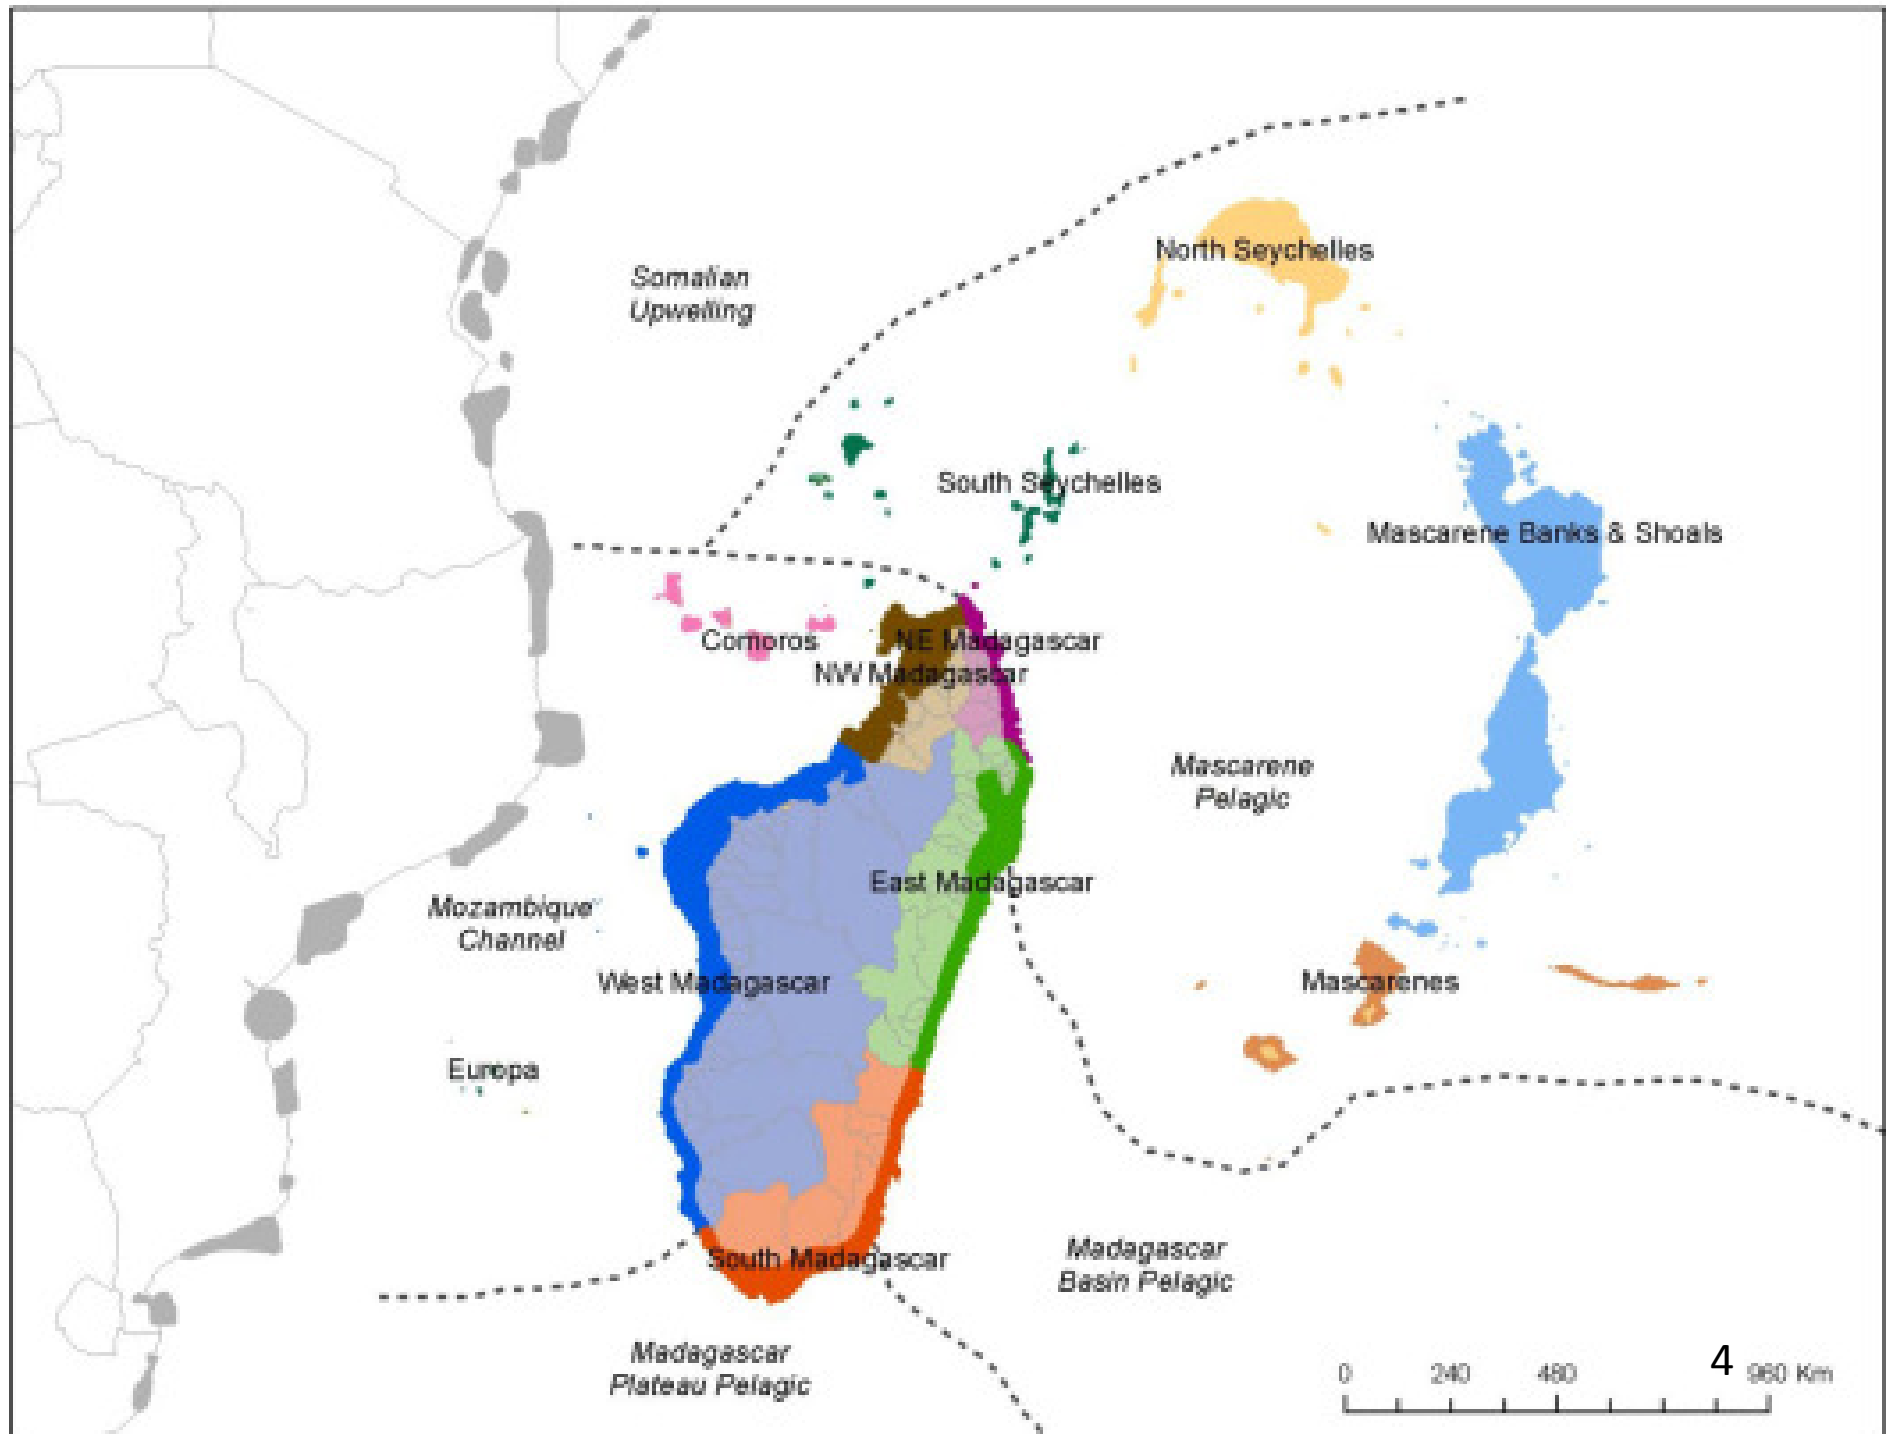 North Seychelles
Somalian
Upwelling
South Seychelles
Mascarene Banks & Shoals
Comoros
NE Madagascar
NW Madagascar
Mascarene
Pelagic
East Madagascar
Mozambique
Channel
West Madagascar
Mascarenes
Europa
South Madagascar
Madagascar
Basin Pelagic
Madagascar
Plateau Pelagic
0 240 480 4 960 Km